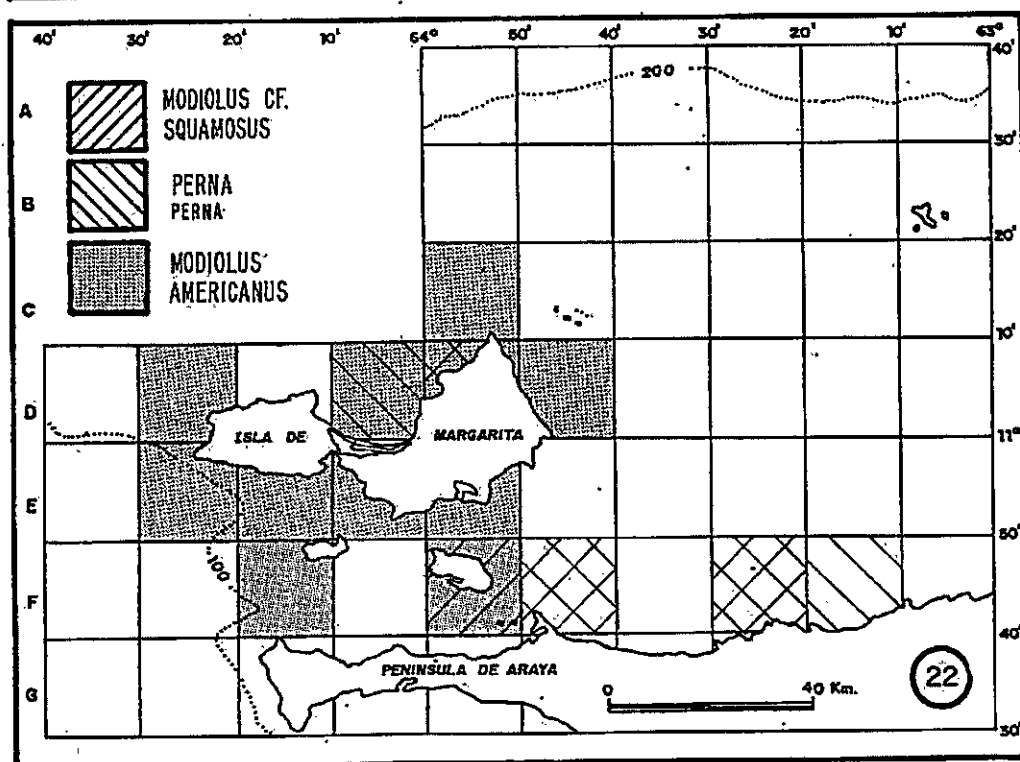 40' 30' 20' 10' 64° 50' 40' 30' 20' 10' 63°
200
A
MODIOLUS CF.
SQUAMOSUS
30'
B
PERNA
PERNA
20'
C
MODIOLUS
AMERICANUS
10'
D
ISLA DE MARGARITA
11°
E
50'
100
F
40'
PENINSULA DE ARAYA
G
22
0 40 Km.
30'